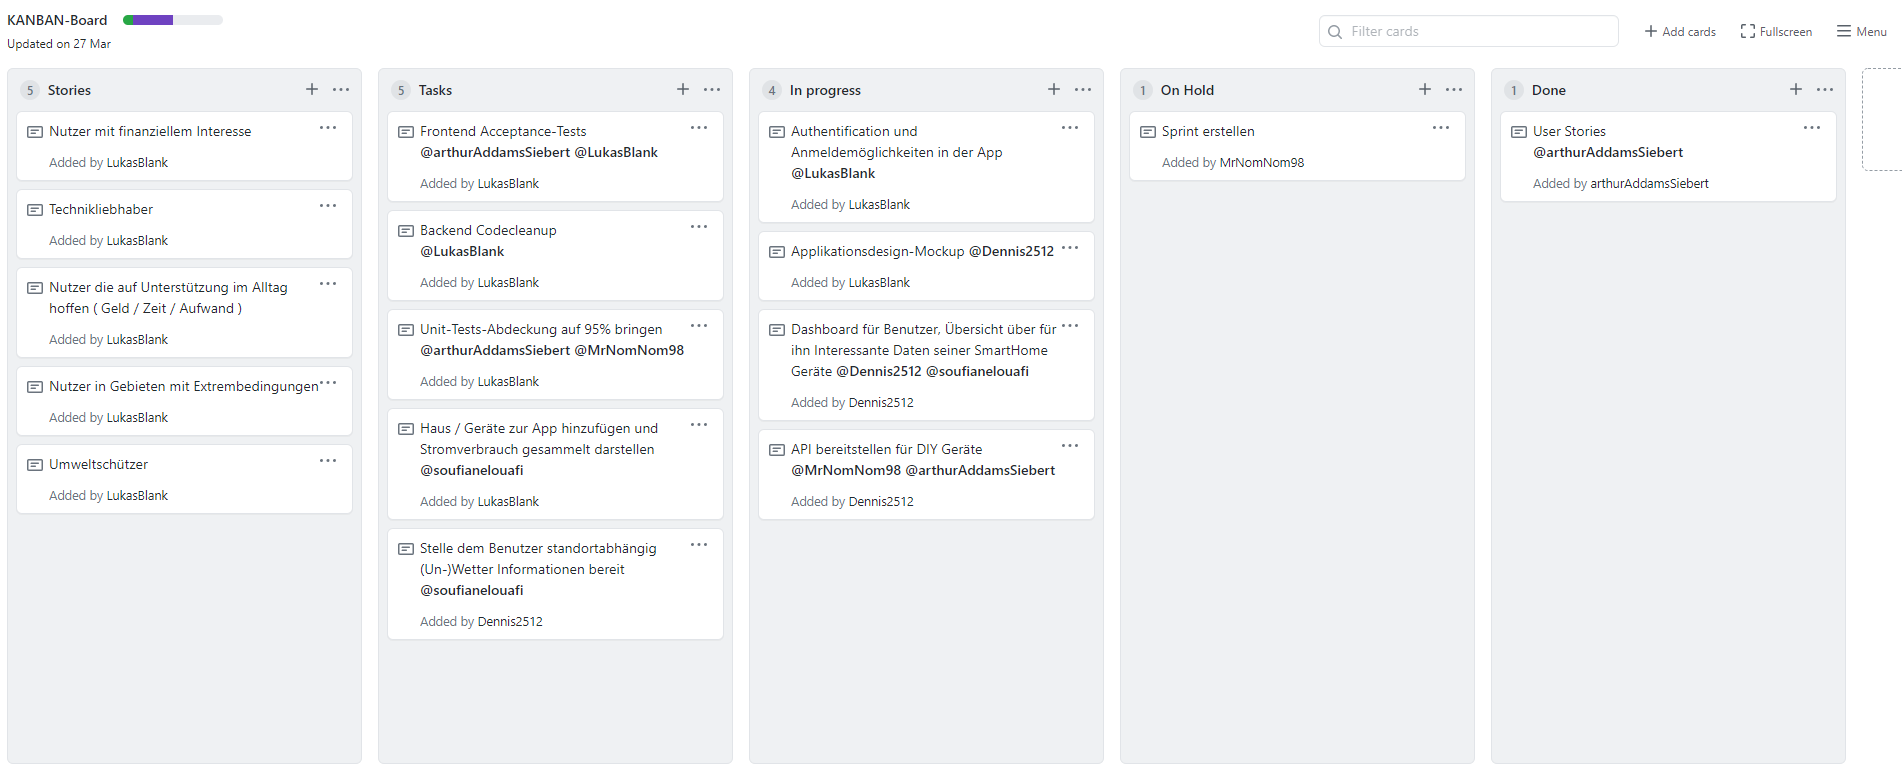 KANBAN-Board
Updated on 27 Mar
Filter cards
Add cards
Fullscreen
Menu
5 Stories
Nutzer mit finanziellem Interesse
Added by LukasBlank
Technikliebhaber
Added by LukasBlank
Nutzer die auf Unterstützung im Alltag
hoffen ( Geld / Zeit / Aufwand )
Added by LukasBlank
Nutzer in Gebieten mit Extrembedingungen
Added by LukasBlank
Umweltschützer
Added by LukasBlank
5 Tasks
Frontend Acceptance-Tests
@arthurAddamsSiebert @LukasBlank
Added by LukasBlank
Backend Codecleanup
@LukasBlank
Added by LukasBlank
Unit-Tests-Abdeckung auf 95% bringen
@arthurAddamsSiebert @MrNomNom98
Added by LukasBlank
Haus / Geräte zur App hinzufügen und
Stromverbrauch gesammelt darstellen
@soufianelouafi
Added by LukasBlank
Stelle dem Benutzer standortabhängig
(Un-)Wetter Informationen bereit
@soufianelouafi
Added by Dennis2512
4 In progress
Authentification und
Anmeldemöglichkeiten in der App
@LukasBlank
Added by LukasBlank
Applikationsdesign-Mockup @Dennis2512
Added by LukasBlank
Dashboard für Benutzer, Übersicht über für
ihn Interessante Daten seiner SmartHome
Geräte @Dennis2512 @soufianelouafi
Added by Dennis2512
API bereitstellen für DIY Geräte
@MrNomNom98 @arthurAddamsSiebert
Added by Dennis2512
1 On Hold
Sprint erstellen
Added by MrNomNom98
1 Done
User Stories
@arthurAddamsSiebert
Added by arthurAddamsSiebert